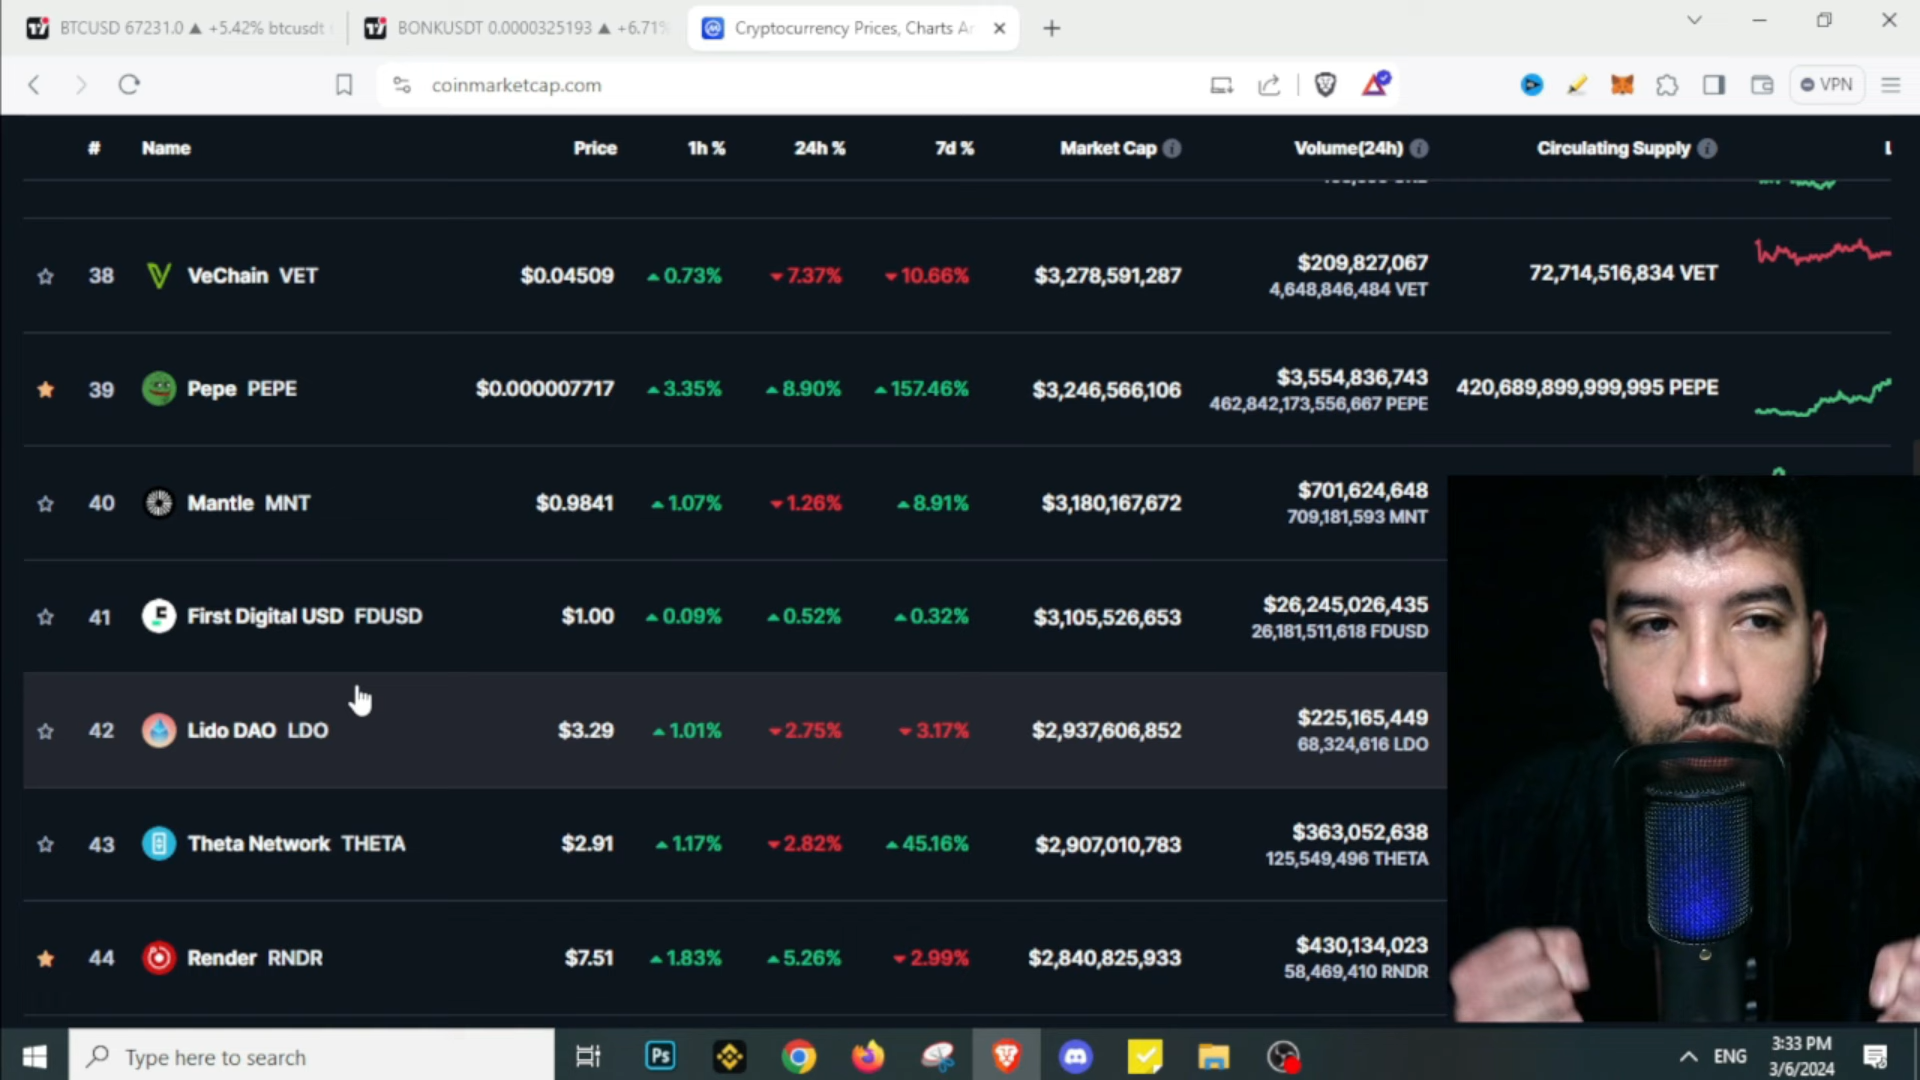 BTCUSD 67231.0 ▲ +5.42% btcusdt
BONKUSDT 0.0000325193 ▲ +6.71%
Cryptocurrency Prices, Charts Ar
coinmarketcap.com
VPN
# Name Price 1h % 24h % 7d % Market Cap Volume(24h) Circulating Supply L
38 VeChain VET $0.04509 0.73% 7.37% 10.66% $3,278,591,287 $209,827,067 72,714,516,834 VET
4,648,846,484 VET
39 Pepe PEPE $0.000007717 3.35% 8.90% 157.46% $3,246,566,106 $3,554,836,743 420,689,899,999,995 PEPE
462,842,173,556,667 PEPE
40 Mantle MNT $0.9841 1.07% 1.26% 8.91% $3,180,167,672 $701,624,648
709,181,593 MNT
41 First Digital USD FDUSD $1.00 0.09% 0.52% 0.32% $3,105,526,653 $26,245,026,435
26,181,511,618 FDUSD
42 Lido DAO LDO $3.29 1.01% 2.75% 3.17% $2,937,606,852 $225,165,449
68,324,616 LDO
43 Theta Network THETA $2.91 1.17% 2.82% 45.16% $2,907,010,783 $363,052,638
125,549,496 THETA
44 Render RNDR $7.51 1.83% 5.26% 2.99% $2,840,825,933 $430,134,023
58,469,410 RNDR
Type here to search
Ps
ENG
3:33 PM
3/6/2024